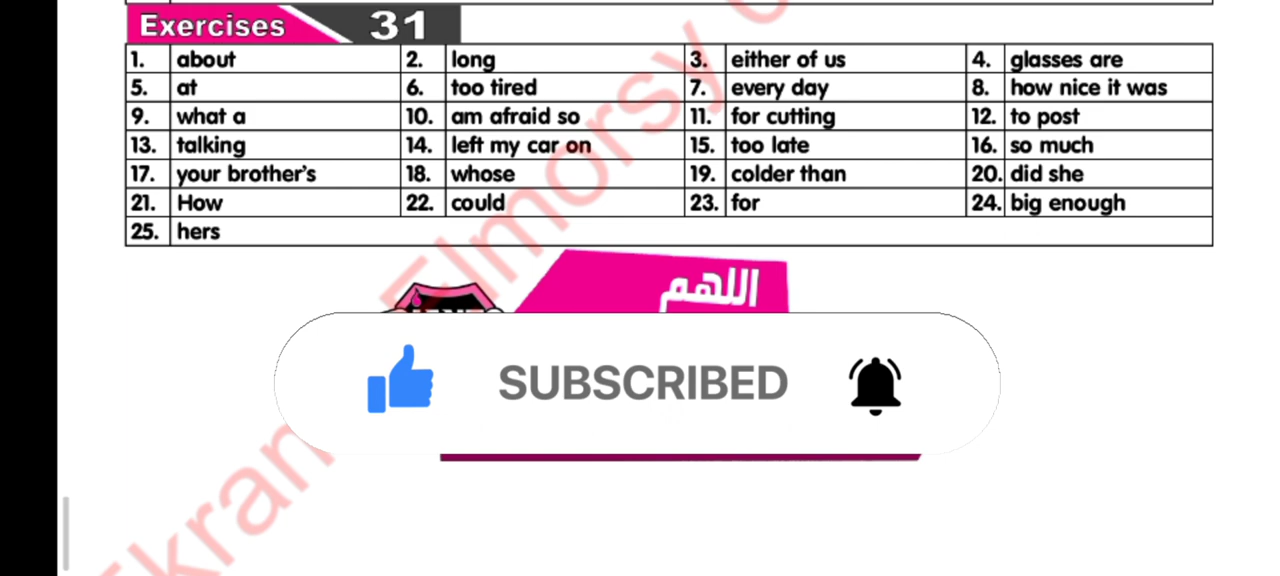 Exercises 31
1. about 2. long 3. either of us 4. glasses are
5. at 6. too tired 7. every day 8. how nice it was
9. what a 10. am afraid so 11. for cutting 12. to post
13. talking 14. left my car on 15. too late 16. so much
17. your brother's 18. whose 19. colder than 20. did she
21. How 22. could 23. for 24. big enough
25. hers
اللهم
SUBSCRIBED
Elmorsy